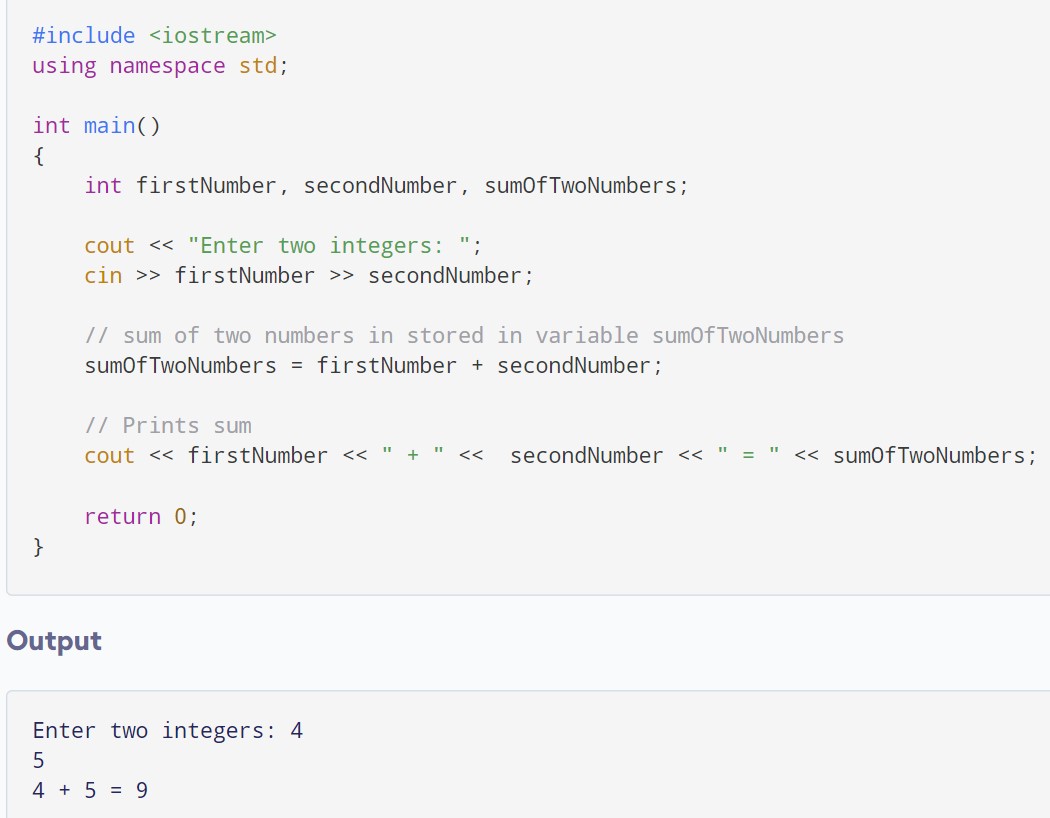 #include <iostream>
using namespace std;
int main()
{
int firstNumber, secondNumber, sumOfTwoNumbers;
cout << "Enter two integers: ";
cin >> firstNumber >> secondNumber;
// sum of two numbers in stored in variable sumOfTwoNumbers
sumOfTwoNumbers = firstNumber + secondNumber;
// Prints sum
cout << firstNumber << " + " <<  secondNumber << " = " << sumOfTwoNumbers;
return 0;
}
Output
Enter two integers: 4
5
4 + 5 = 9